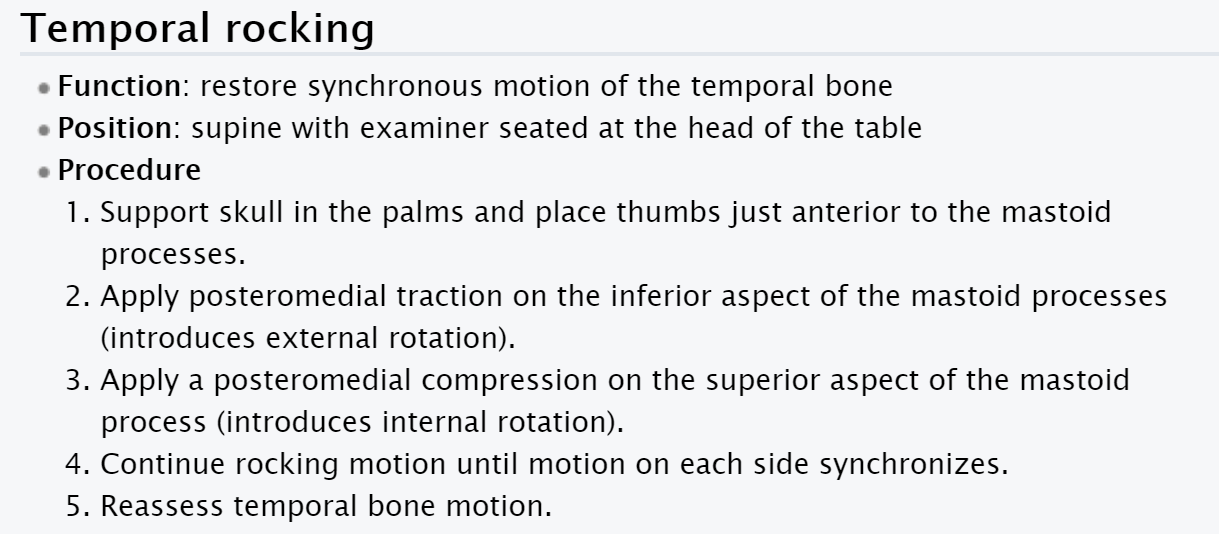 Temporal rocking
Function: restore synchronous motion of the temporal bone
Position: supine with examiner seated at the head of the table
Procedure
1. Support skull in the palms and place thumbs just anterior to the mastoid
processes.
2. Apply posteromedial traction on the inferior aspect of the mastoid processes
(introduces external rotation).
3. Apply a posteromedial compression on the superior aspect of the mastoid
process (introduces internal rotation).
4. Continue rocking motion until motion on each side synchronizes.
5. Reassess temporal bone motion.